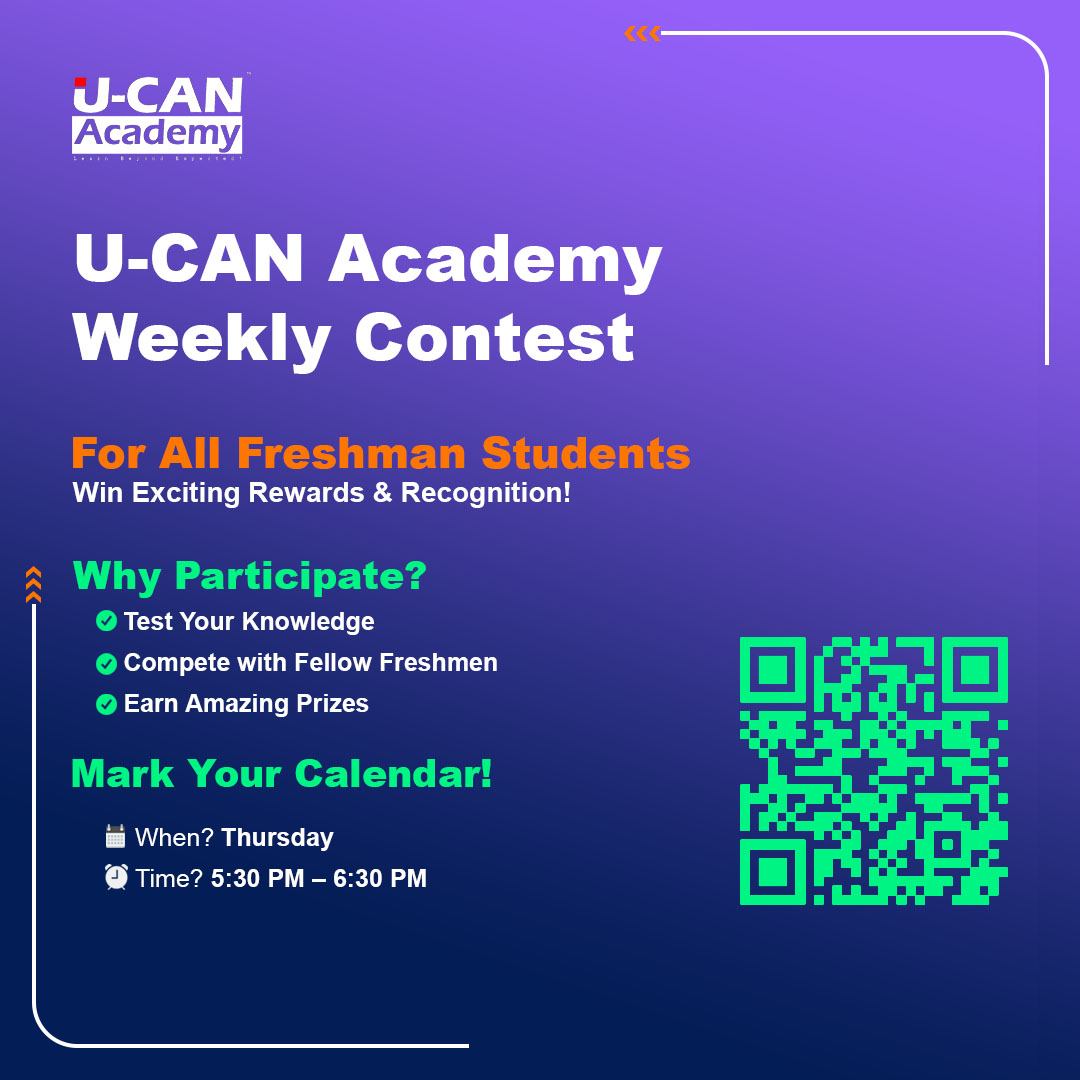 U-CAN
Academy
U-CAN Academy
Weekly Contest
For All Freshman Students
Win Exciting Rewards & Recognition!
Why Participate?
Test Your Knowledge
Compete with Fellow Freshmen
Earn Amazing Prizes
Mark Your Calendar!
When? Thursday
Time? 5:30 PM – 6:30 PM